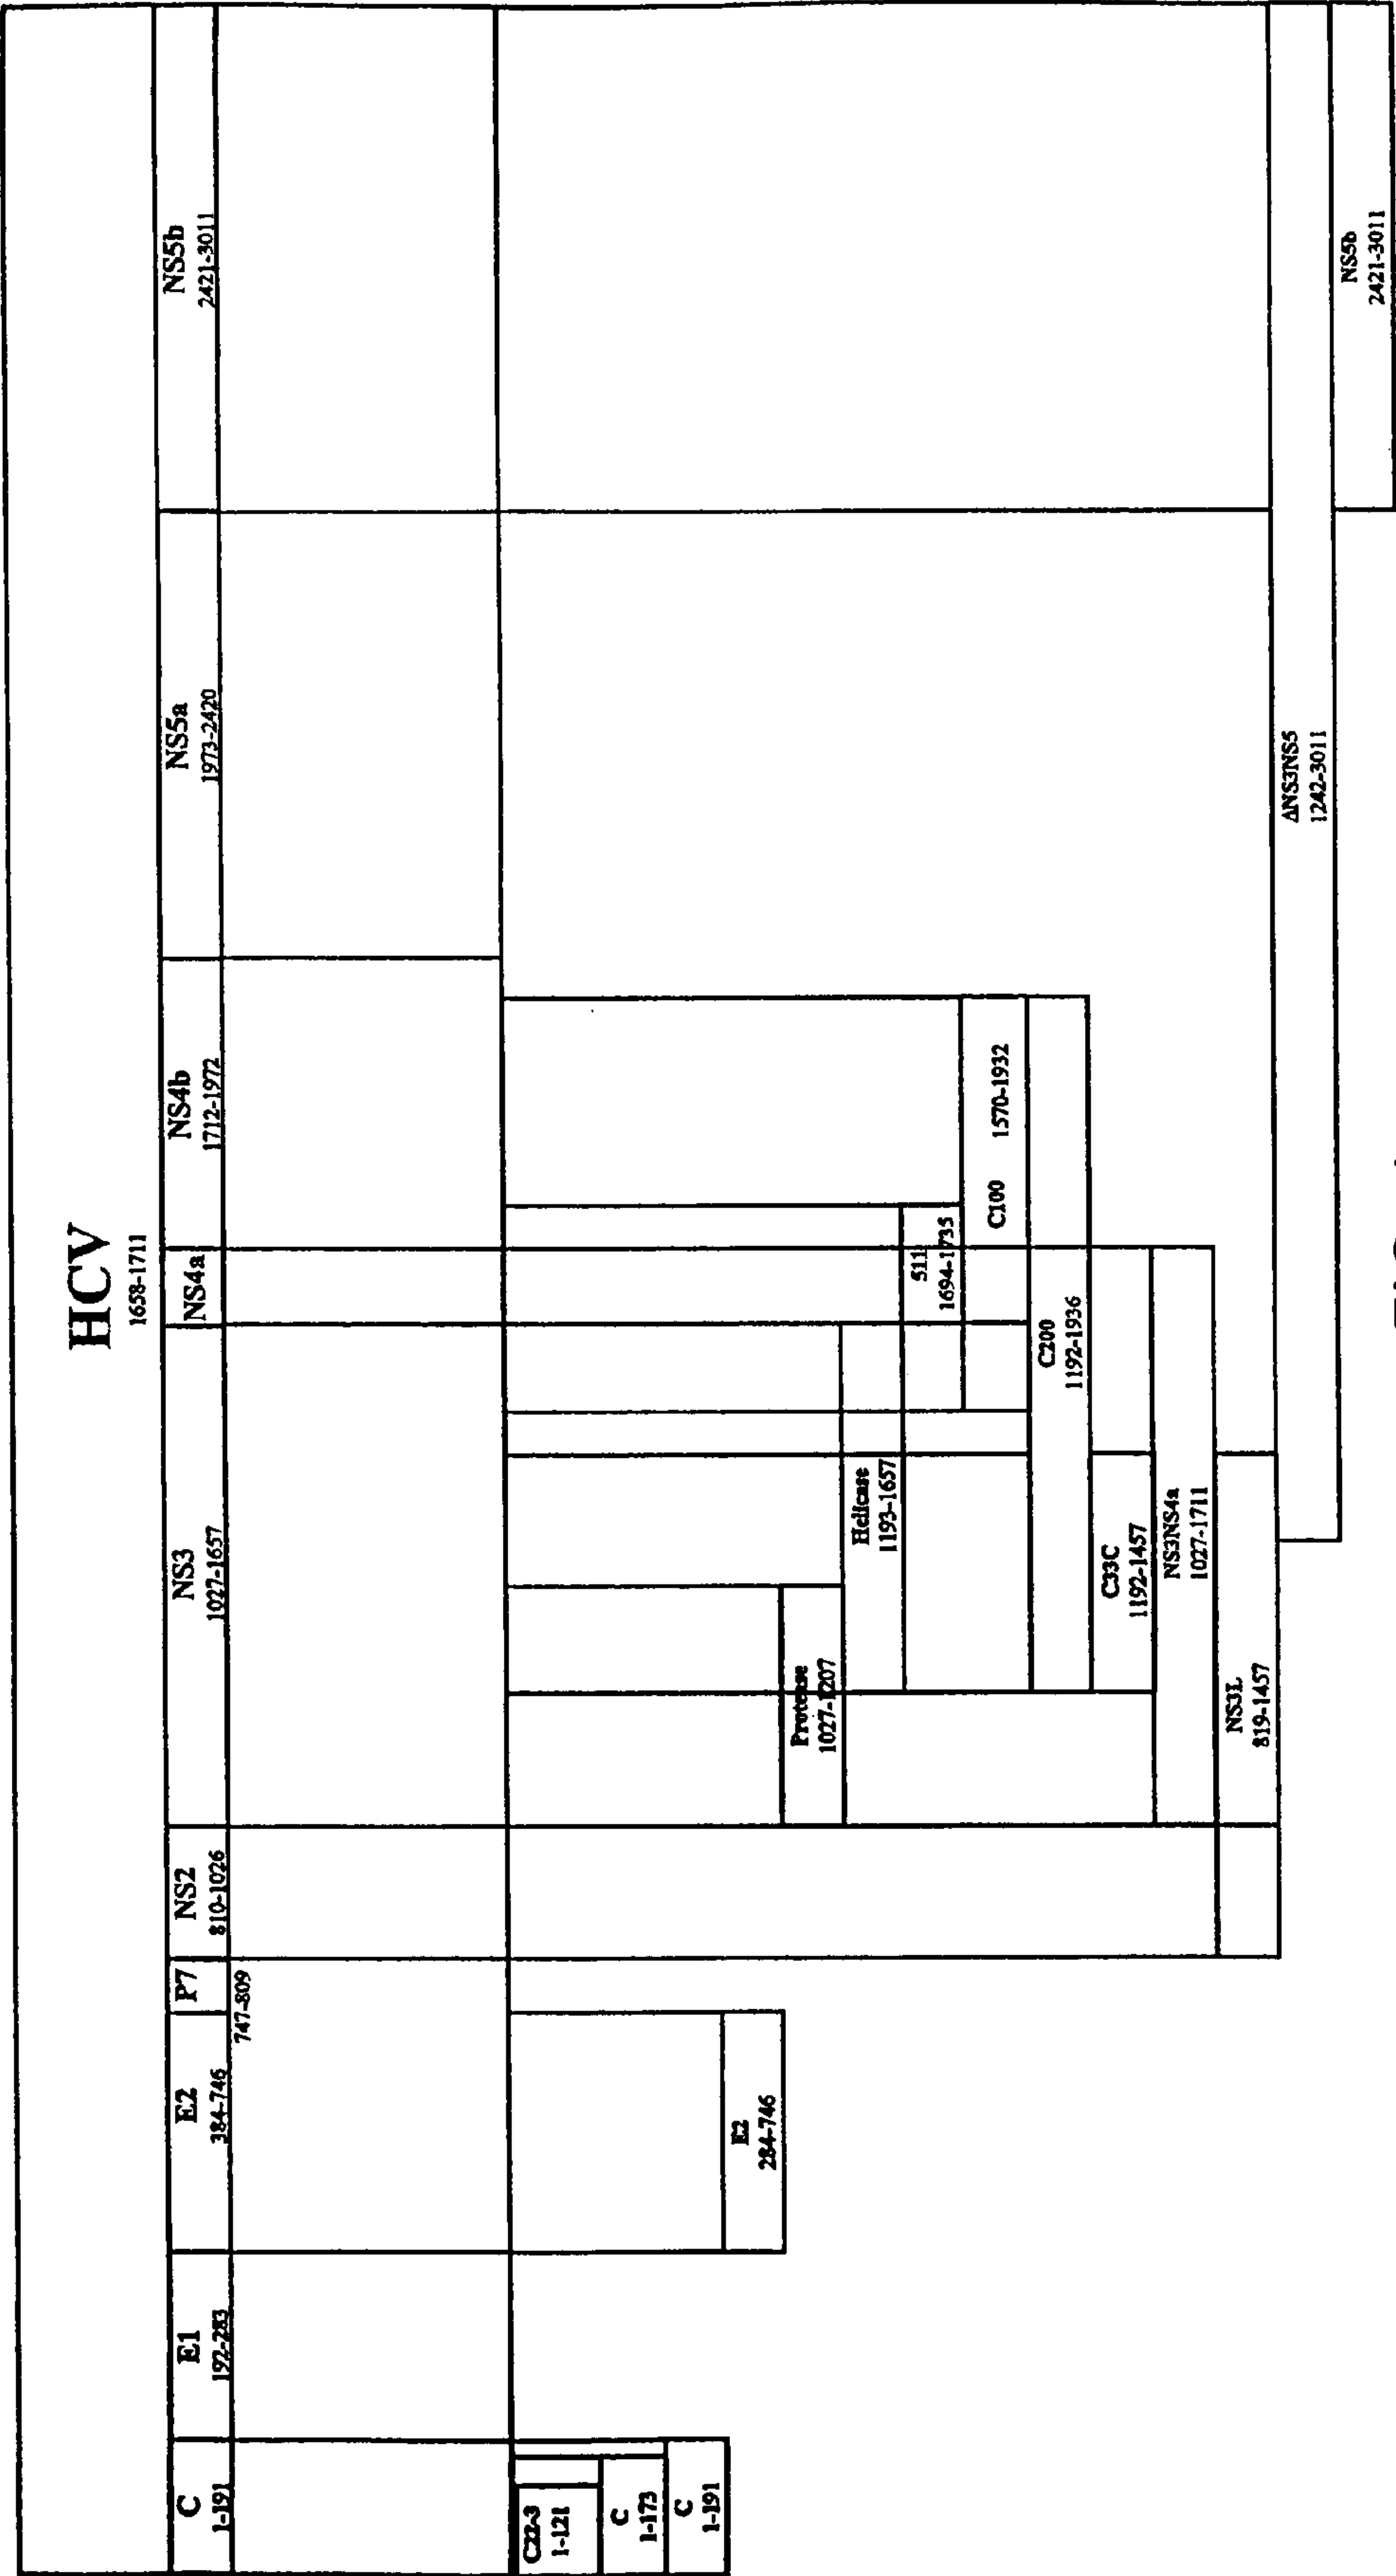 HCV
1658-1711
C
1-191
E1
192-283
E2
384-746
P7
747-809
NS2
810-1026
NS3
1027-1657
NS4a
NS4b
1712-1972
NS5a
1973-2420
NS5b
2421-3011
C22-3
1-121
C
1-173
C
1-191
E2
284-746
Protease
1027-1207
Helicase
1193-1657
511
1694-1735
C100 1570-1932
C200
1192-1936
C33C
1192-1457
NS3NS4a
1027-1711
NS3L
819-1457
ΔNS3NS5
1242-3011
NS5b
2421-3011